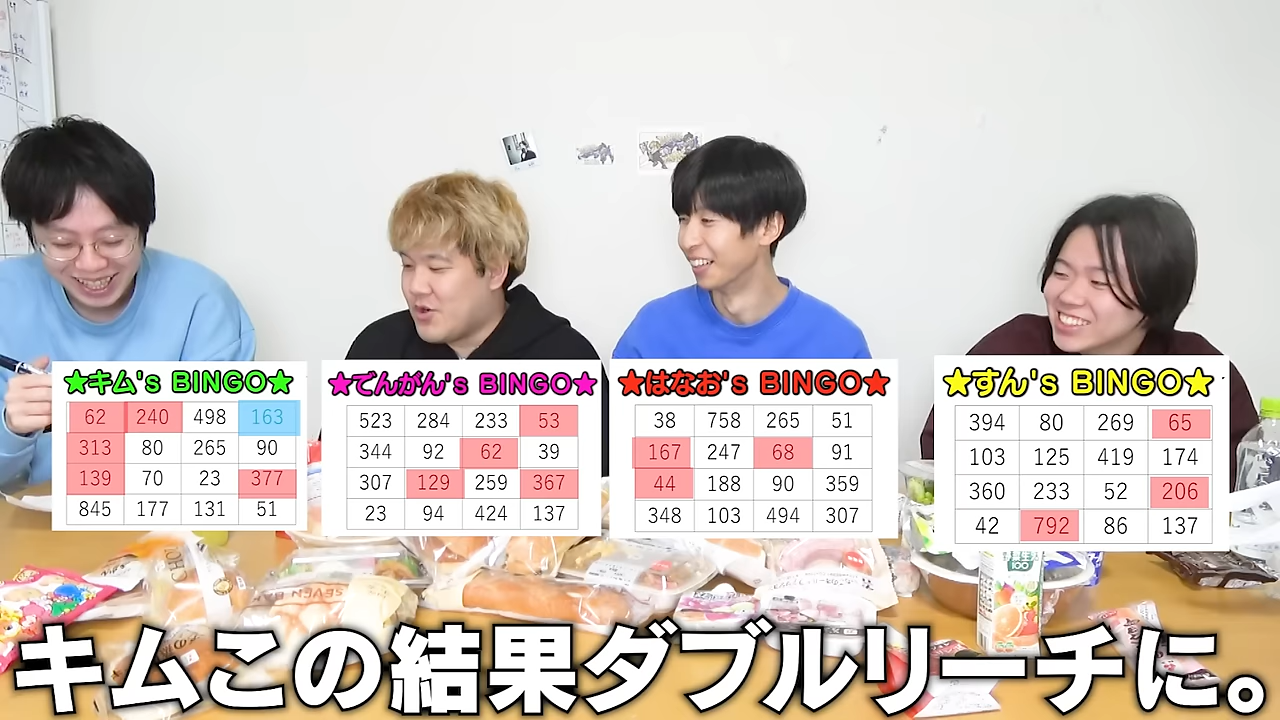 ★キム's BINGO★
62 240 498 163
313 80 265 90
139 70 23 377
845 177 131 51
★でんがん's BINGO★
523 284 233 53
344 92 62 39
307 129 259 367
23 94 424 137
★はなお's BINGO★
38 758 265 51
167 247 68 91
44 188 90 359
348 103 494 307
★すん's BINGO★
394 80 269 65
103 125 419 174
360 233 52 206
42 792 86 137
SEVEN
100
キムこの結果ダブルリーチに。